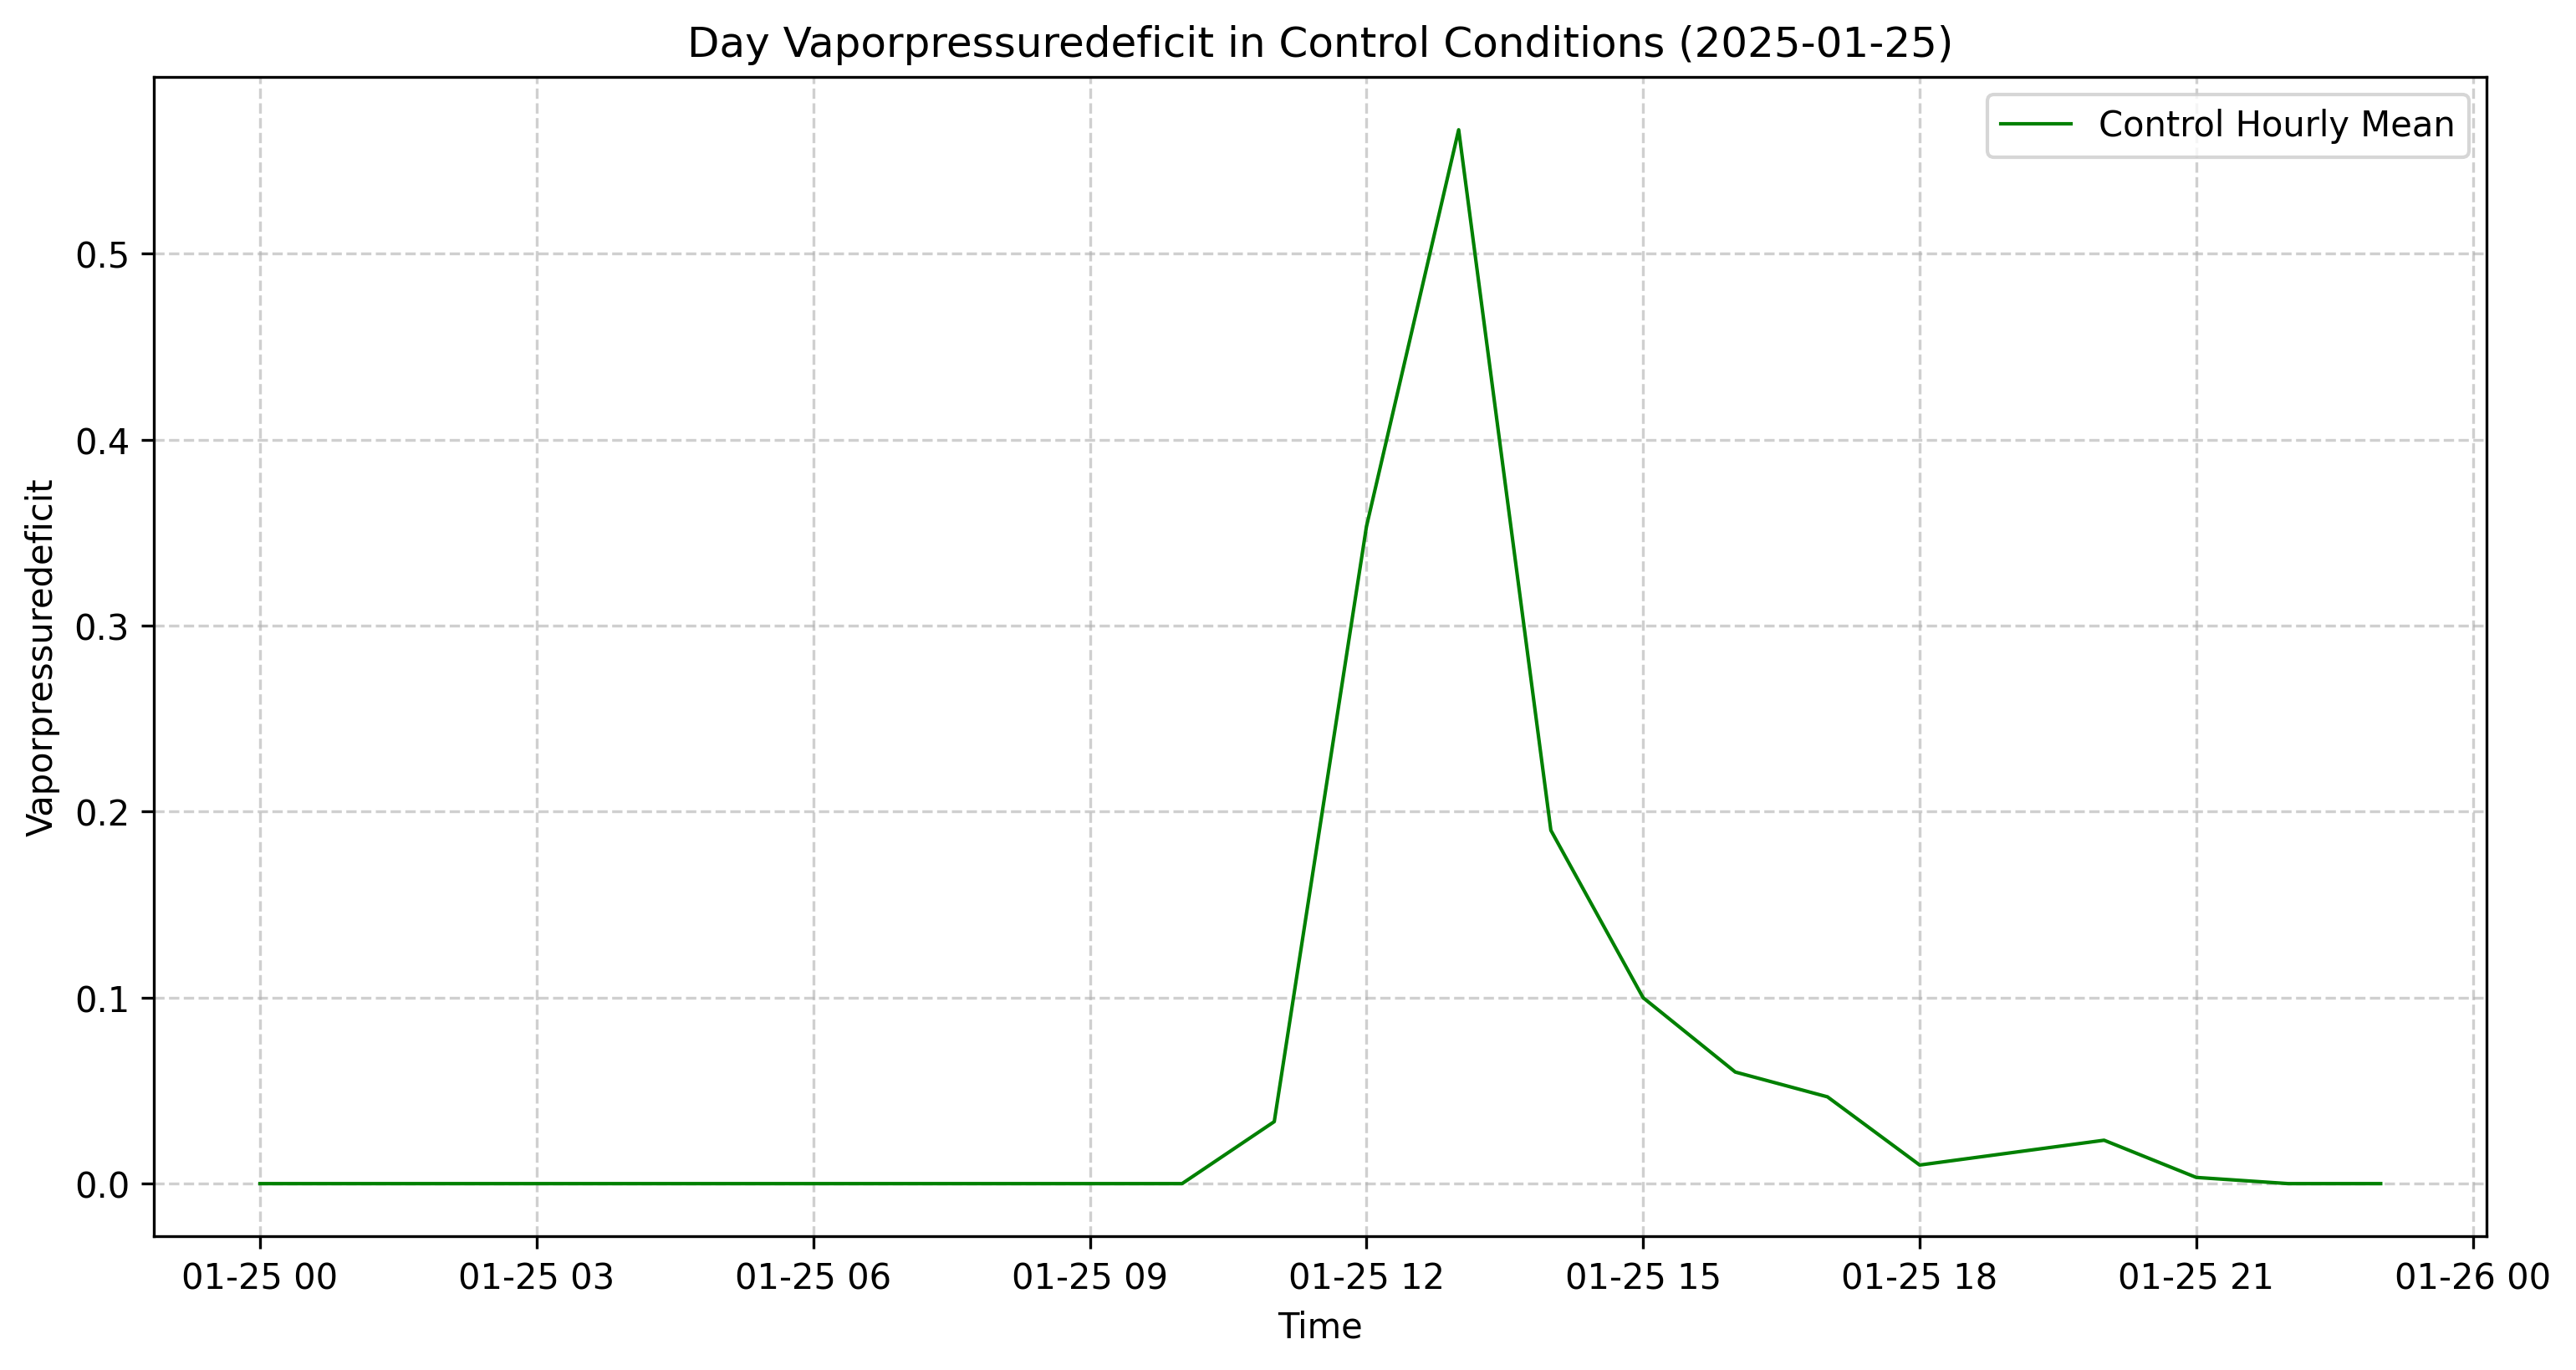 Day Vaporpressuredeficit in Control Conditions (2025-01-25)
Control Hourly Mean
Vaporpressuredeficit
0.5
0.4
0.3
0.2
0.1
0.0
01-25 00 01-25 03 01-25 06 01-25 09 01-25 12 01-25 15 01-25 18 01-25 21 01-26 00
Time